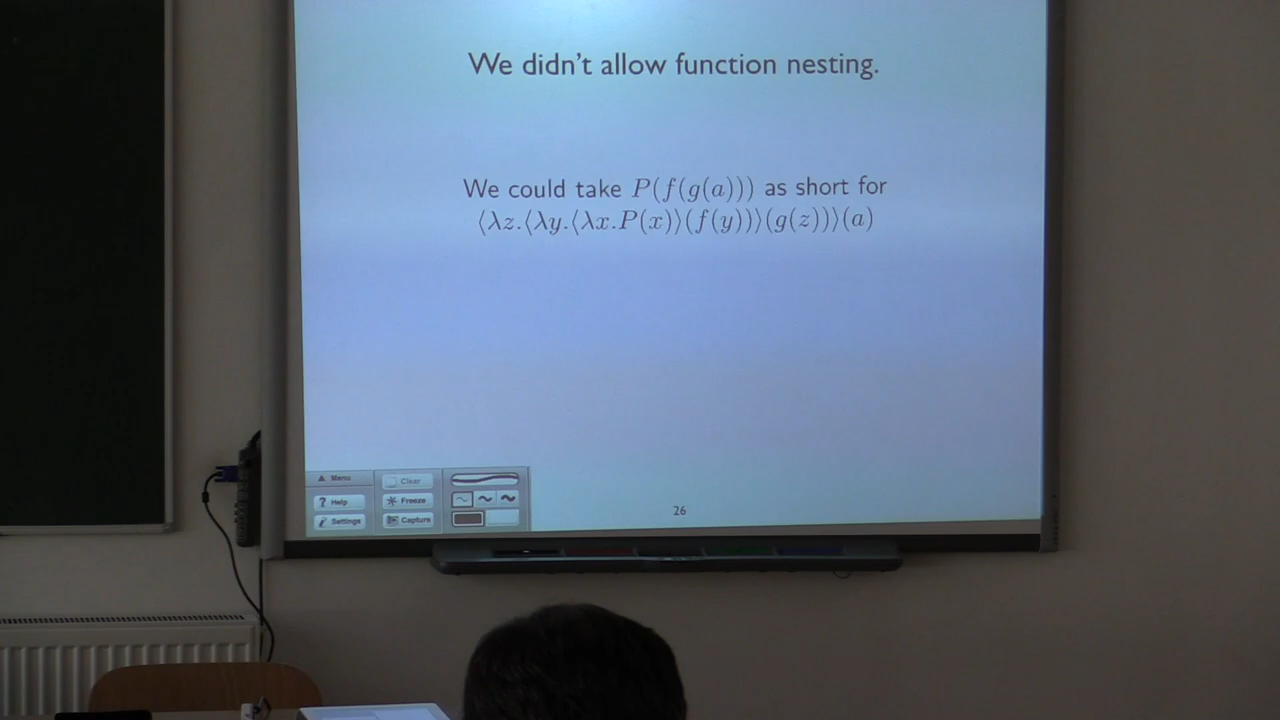 We didn't allow function nesting.
We could take P(f(g(a))) as short for
⟨λz.⟨λy.⟨λx.P(x)⟩(f(y))⟩(g(z))⟩(a)
Menu
Clear
? Help
Freeze
Settings
Capture
26